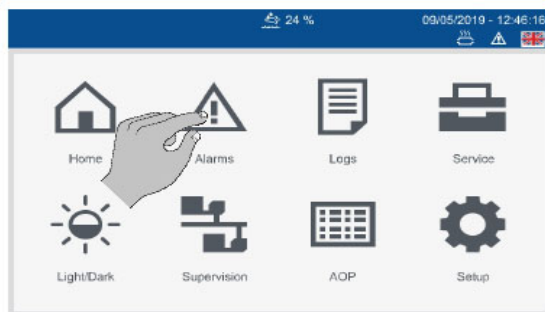 24 %
09/05/2019 - 12:46:16
Home
Alarms
Logs
Service
Light/Dark
Supervision
AOP
Setup